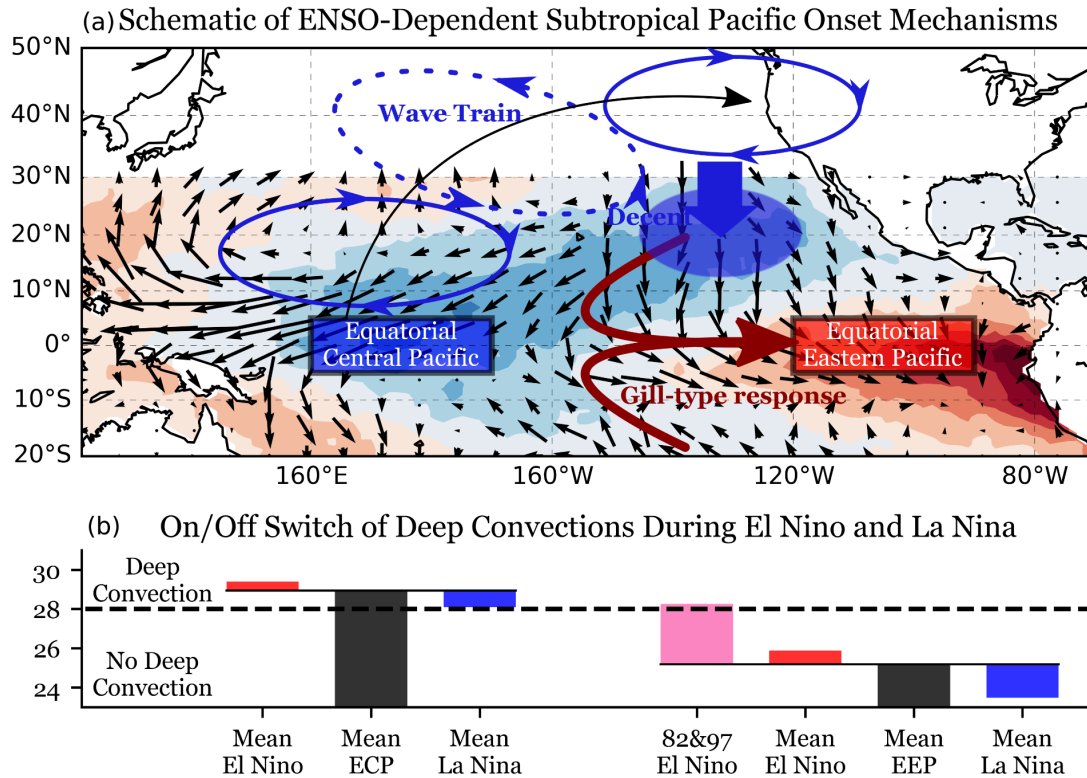 (a) Schematic of ENSO-Dependent Subtropical Pacific Onset Mechanisms
50°N
40°N
30°N
20°N
10°N
0°
10°S
20°S
Wave Train
Decent
Equatorial
Central Pacific
Equatorial
Eastern Pacific
Gill-type response
160°E
160°W
120°W
80°W
(b) On/Off Switch of Deep Convections During El Nino and La Nina
30
28
26
24
Deep
Convection
No Deep
Convection
Mean
El Nino
Mean
ECP
Mean
La Nina
82&97
El Nino
Mean
El Nino
Mean
EEP
Mean
La Nina